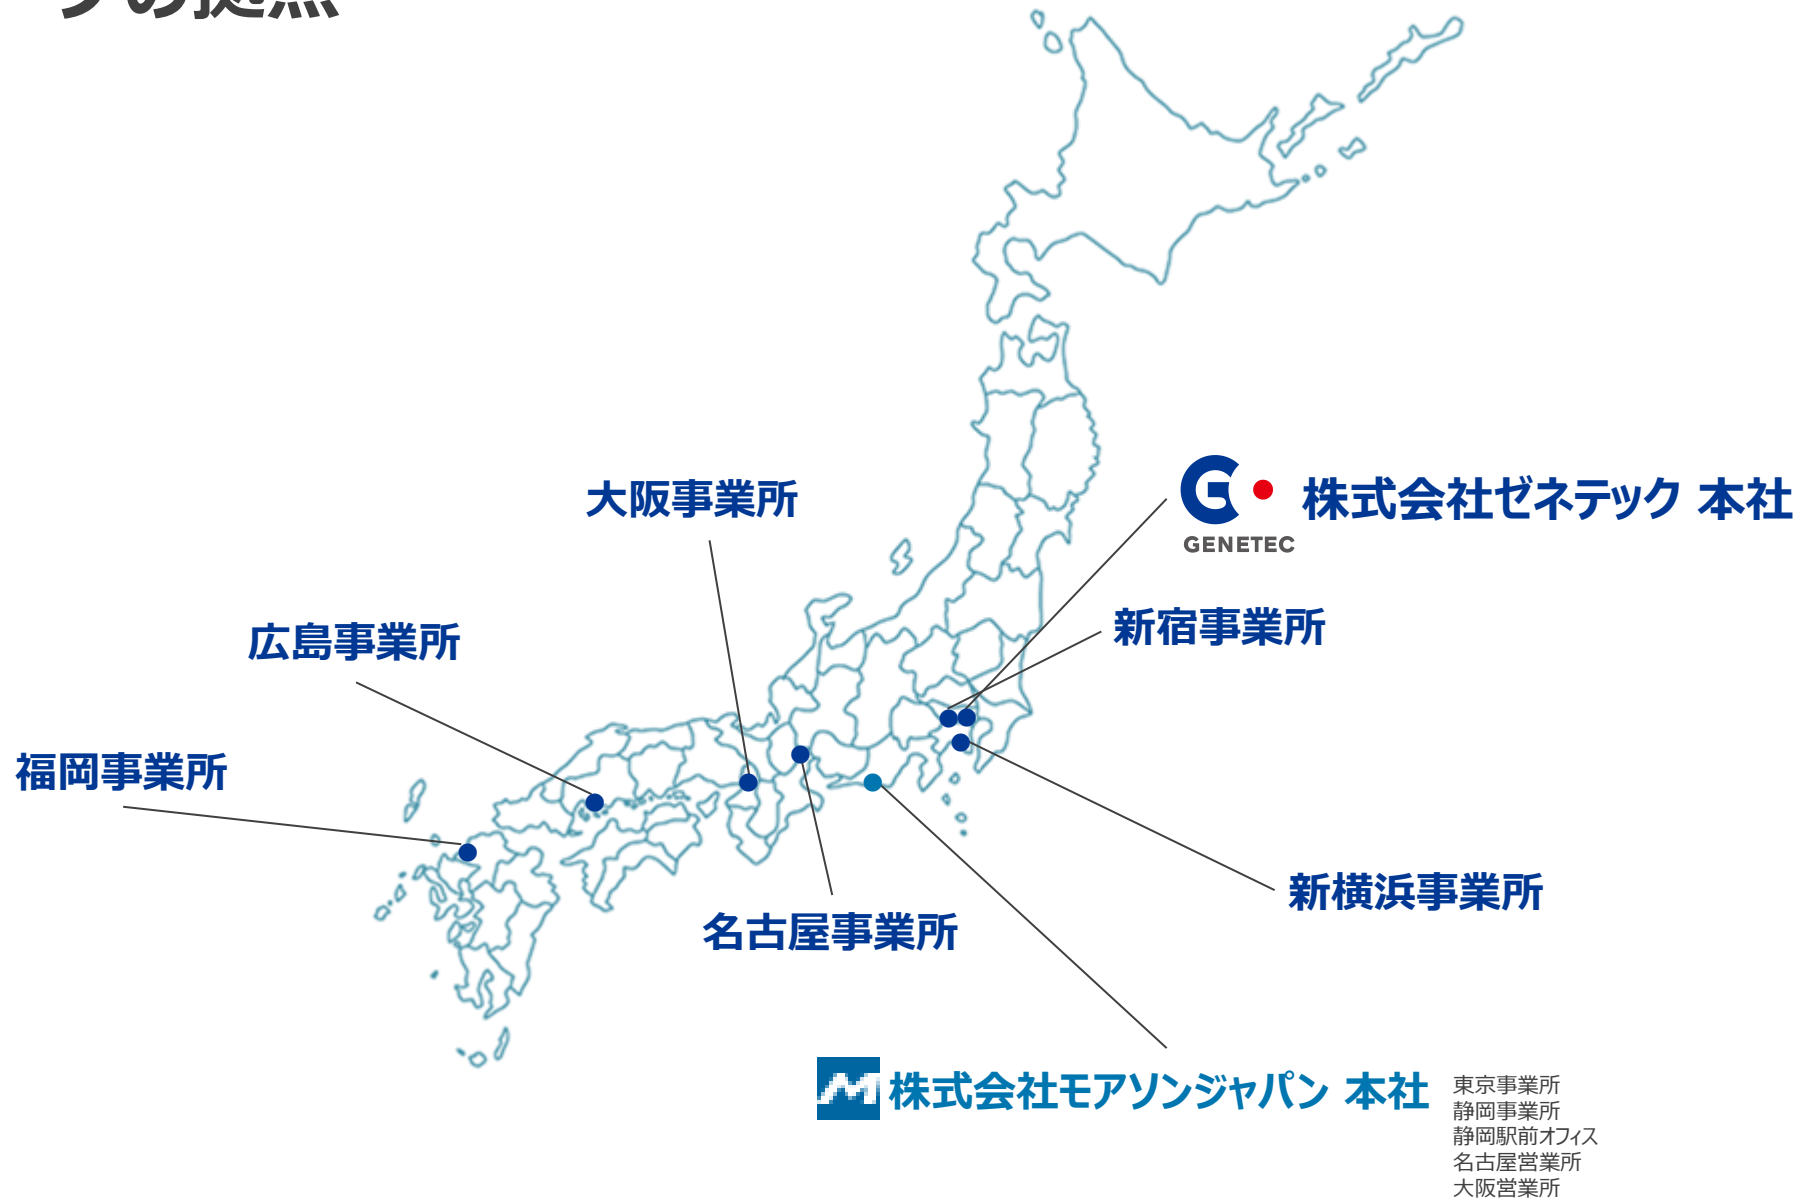 プの拠点
大阪事業所
株式会社ゼネテック 本社
GENETEC
広島事業所
新宿事業所
福岡事業所
新横浜事業所
名古屋事業所
株式会社モアソンジャパン 本社
東京事業所
静岡事業所
静岡駅前オフィス
名古屋営業所
大阪営業所